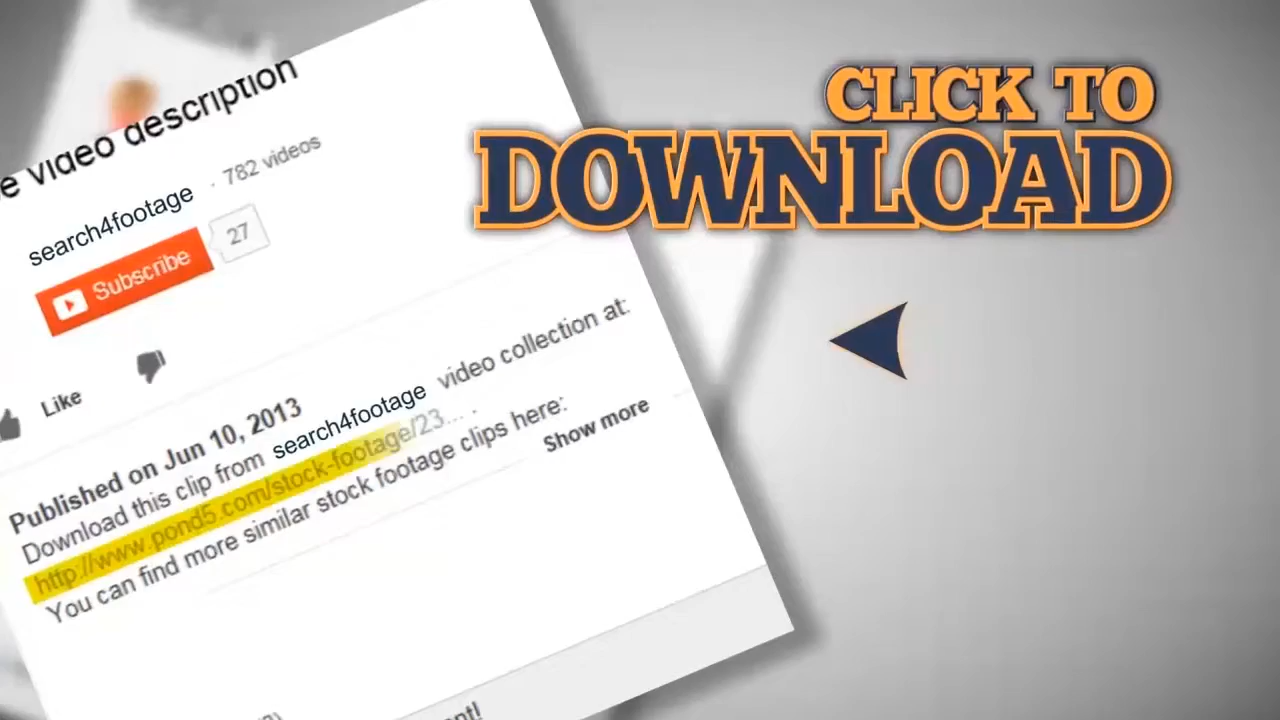 CLICK TO
DOWNLOAD
e video description
search4footage · 782 videos
Subscribe 27
Like
Published on Jun 10, 2013
Download this clip from search4footage video collection at:
http://www.pond5.com/stock-footage/23... .
You can find more similar stock footage clips here:
Show more